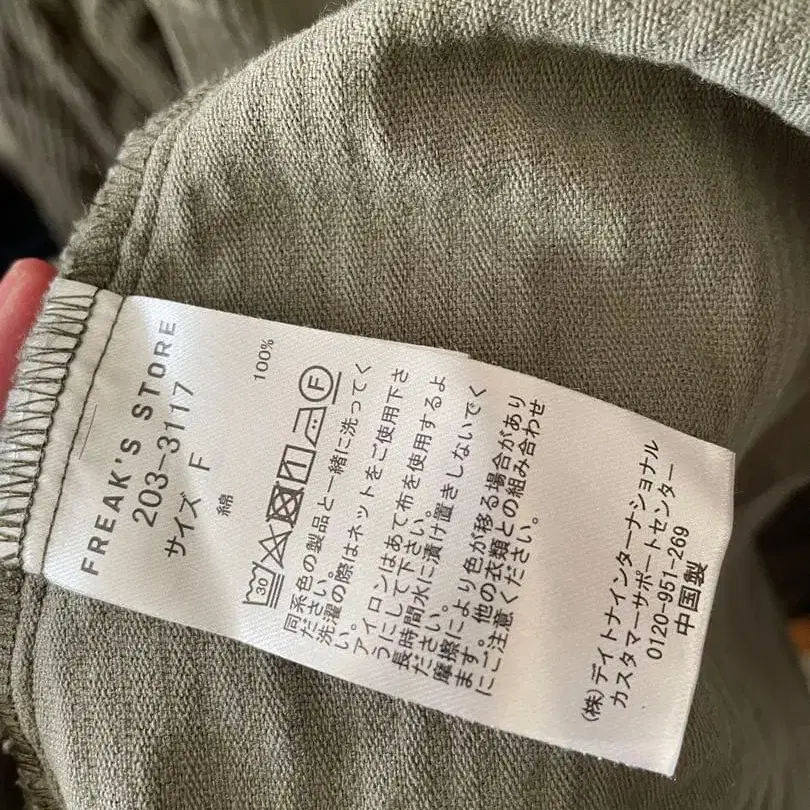 FREAK'S STORE
203-3117
サイズ F
綿 100%
30 F
同系色の製品と一緒に洗ってく
ださい。
洗濯の際はネットをご使用下さ
い。
アイロンはあて布を使用するよ
うにして下さい。
長時間水に漬け置きしないでく
ださい。
摩擦により色が移る場合があり
ます。他の衣類との組み合わせ
にご注意ください。
(株)デイトナインターナショナル
カスタマーサポートセンター
0120-951-269
中国製